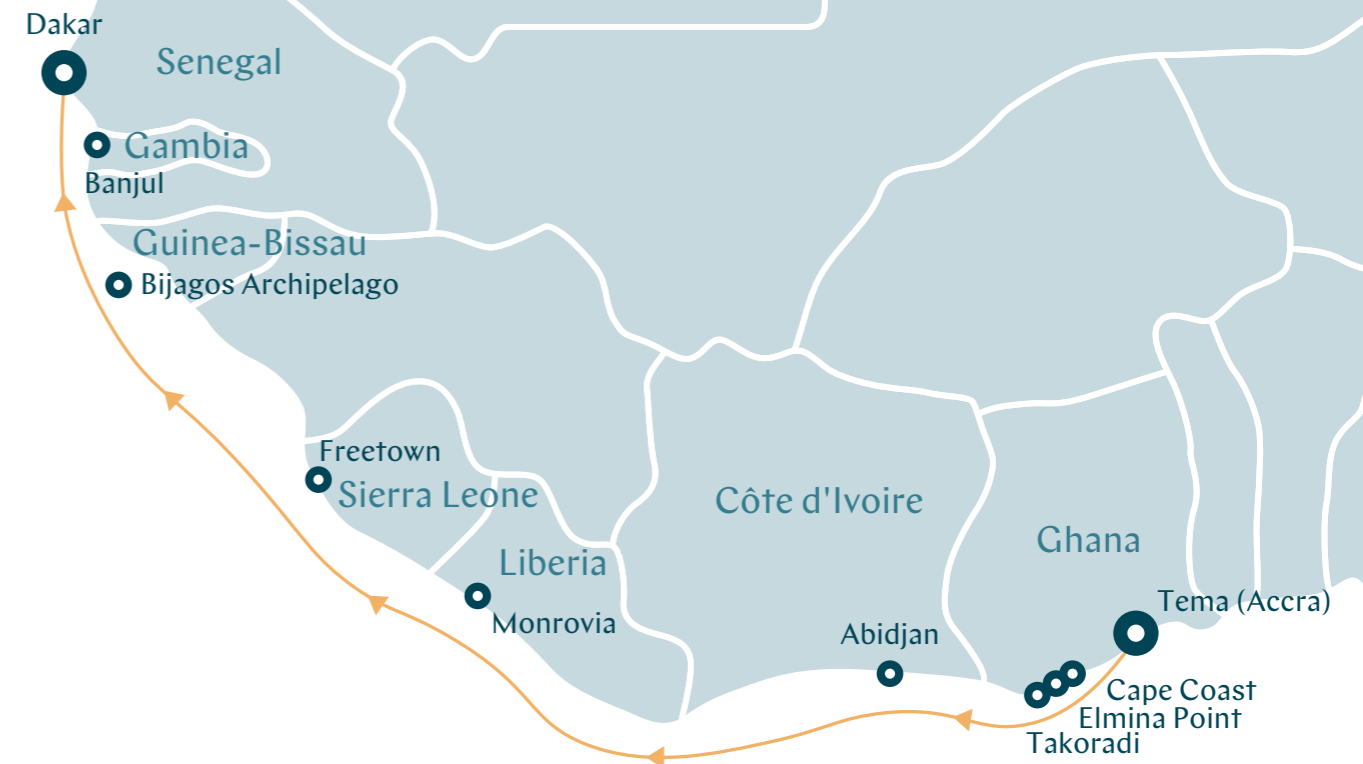 Dakar
Senegal
Gambia
Banjul
Guinea-Bissau
Bijagos Archipelago
Freetown
Sierra Leone
Côte d'Ivoire
Ghana
Liberia
Tema (Accra)
Monrovia
Abidjan
Cape Coast
Elmina Point
Takoradi